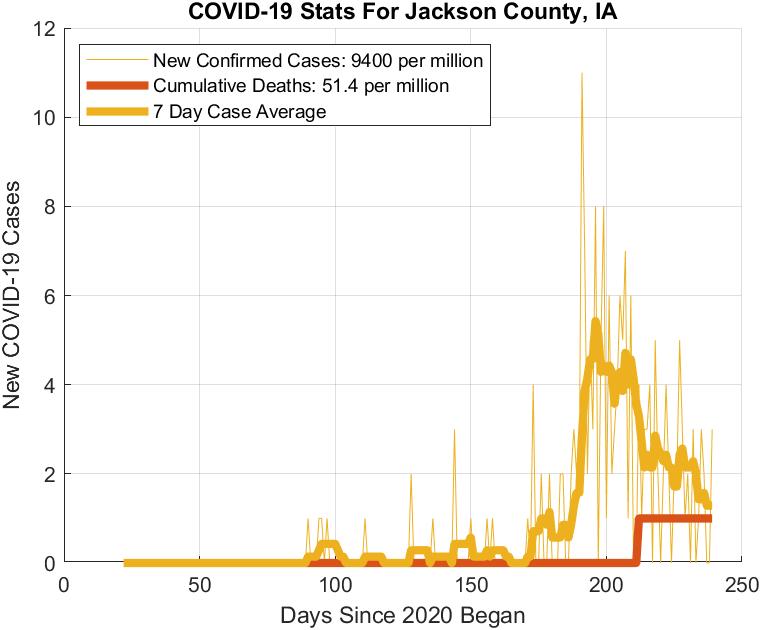 COVID-19 Stats For Jackson County, IA
12
10
8
6
4
2
0
New Confirmed Cases: 9400 per million
Cumulative Deaths: 51.4 per million
7 Day Case Average
New COVID-19 Cases
0 50 100 150 200 250
Days Since 2020 Began